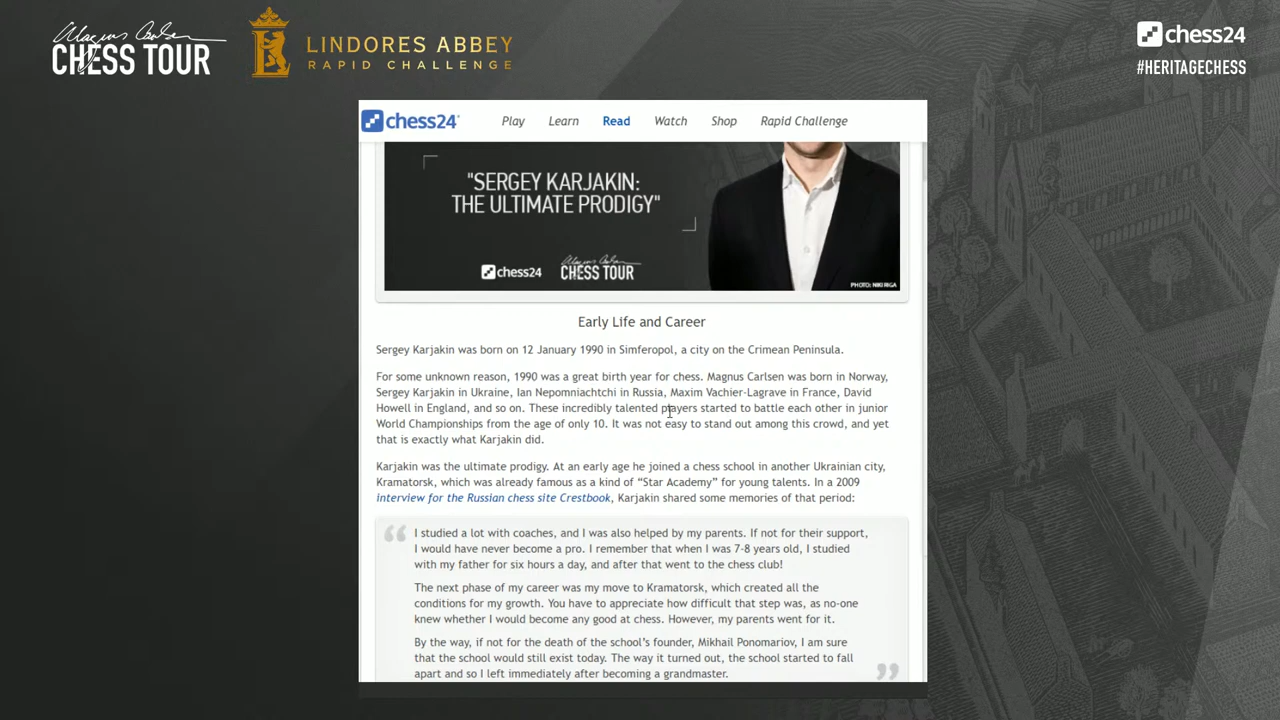 Magnus Carlsen
CHESS TOUR
LINDORES ABBEY
RAPID CHALLENGE
chess24
#HERITAGECHESS
chess24
Play Learn Read Watch Shop Rapid Challenge
"SERGEY KARJAKIN:
THE ULTIMATE PRODIGY"
chess24
Magnus Carlsen
CHESS TOUR
PHOTO: NIKI RIGA
Early Life and Career
Sergey Karjakin was born on 12 January 1990 in Simferopol, a city on the Crimean Peninsula.
For some unknown reason, 1990 was a great birth year for chess. Magnus Carlsen was born in Norway,
Sergey Karjakin in Ukraine, Ian Nepomniachtchi in Russia, Maxim Vachier-Lagrave in France, David
Howell in England, and so on. These incredibly talented players started to battle each other in junior
World Championships from the age of only 10. It was not easy to stand out among this crowd, and yet
that is exactly what Karjakin did.
Karjakin was the ultimate prodigy. At an early age he joined a chess school in another Ukrainian city,
Kramatorsk, which was already famous as a kind of “Star Academy” for young talents. In a 2009
interview for the Russian chess site Crestbook, Karjakin shared some memories of that period:
“ I studied a lot with coaches, and I was also helped by my parents. If not for their support,
I would have never become a pro. I remember that when I was 7-8 years old, I studied
with my father for six hours a day, and after that went to the chess club!
The next phase of my career was my move to Kramatorsk, which created all the
conditions for my growth. You have to appreciate how difficult that step was, as no-one
knew whether I would become any good at chess. However, my parents went for it.
By the way, if not for the death of the school’s founder, Mikhail Ponomariov, I am sure
that the school would still exist today. The way it turned out, the school started to fall
apart and so I left immediately after becoming a grandmaster. ”